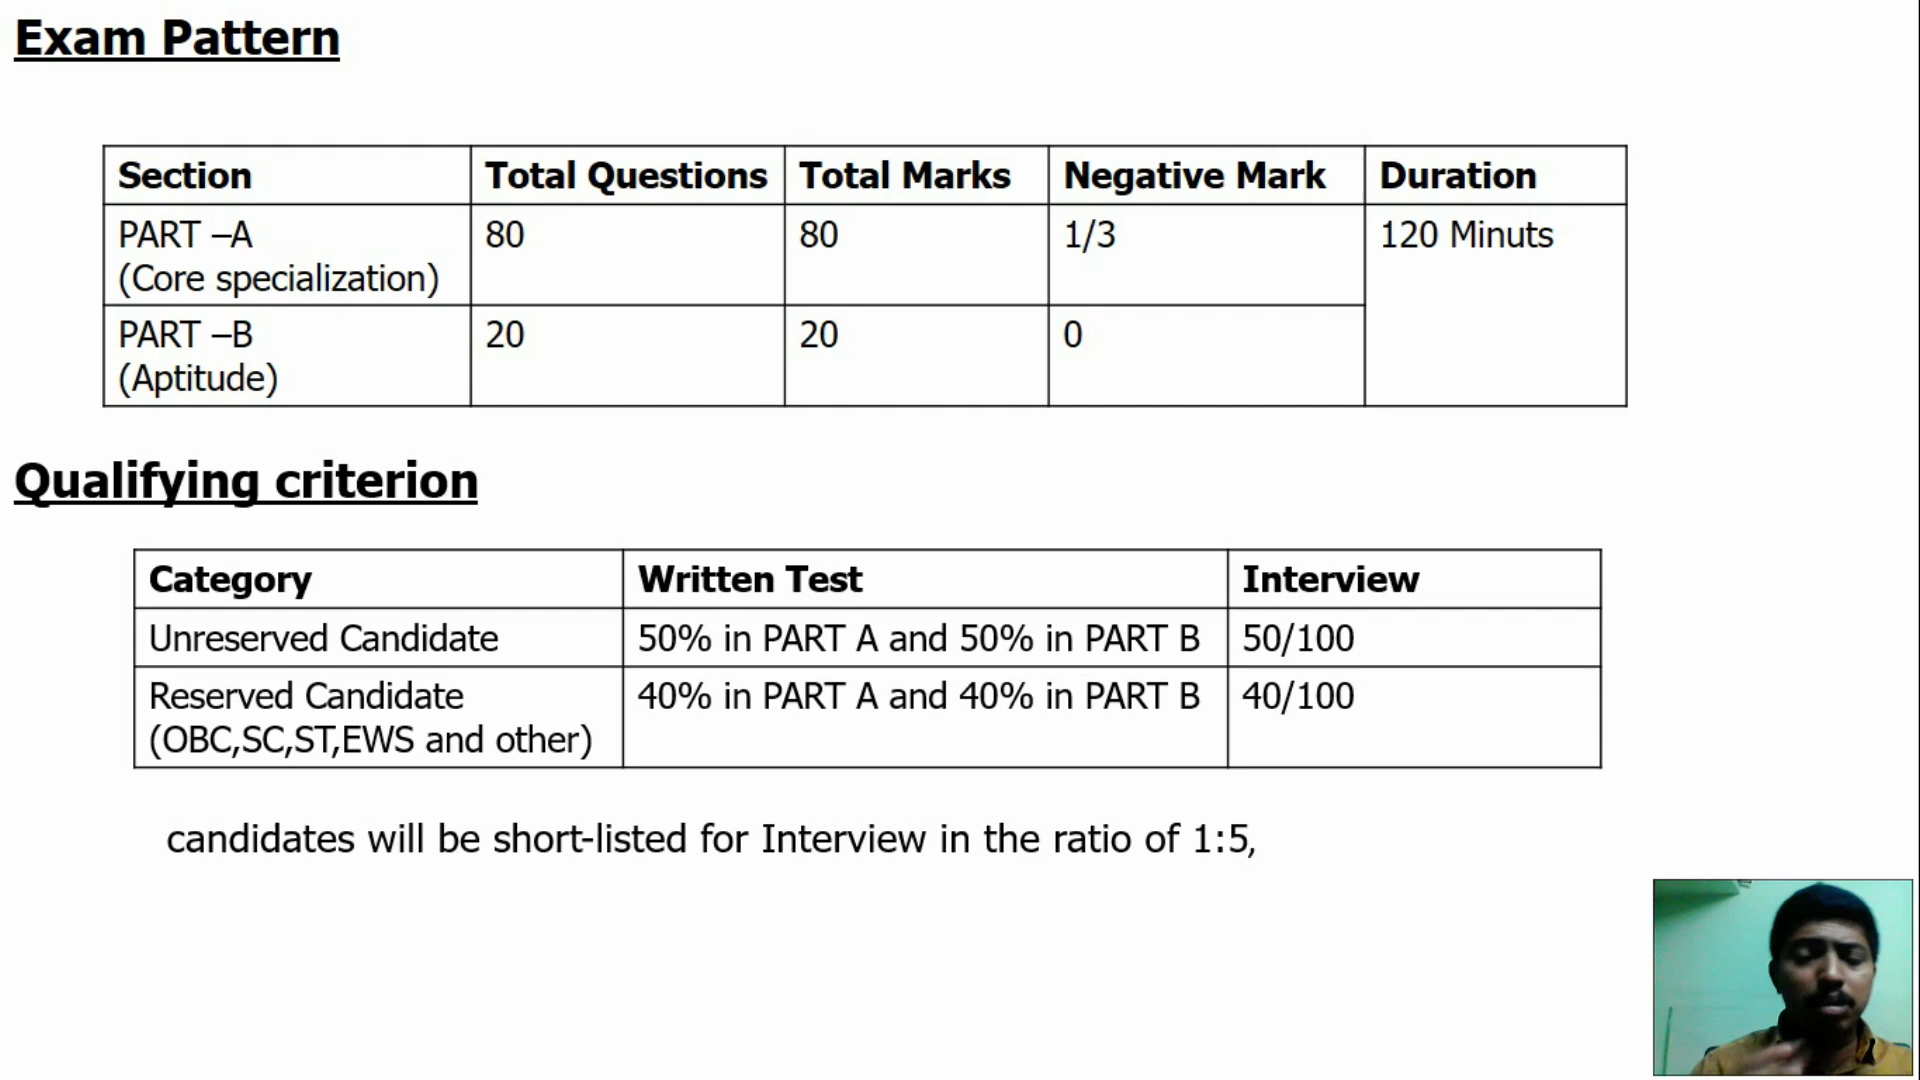 Exam Pattern
Section Total Questions Total Marks Negative Mark Duration
PART –A 80 80 1/3 120 Minuts
(Core specialization)
PART –B 20 20 0
(Aptitude)
Qualifying criterion
Category Written Test Interview
Unreserved Candidate 50% in PART A and 50% in PART B 50/100
Reserved Candidate 40% in PART A and 40% in PART B 40/100
(OBC,SC,ST,EWS and other)
candidates will be short-listed for Interview in the ratio of 1:5,